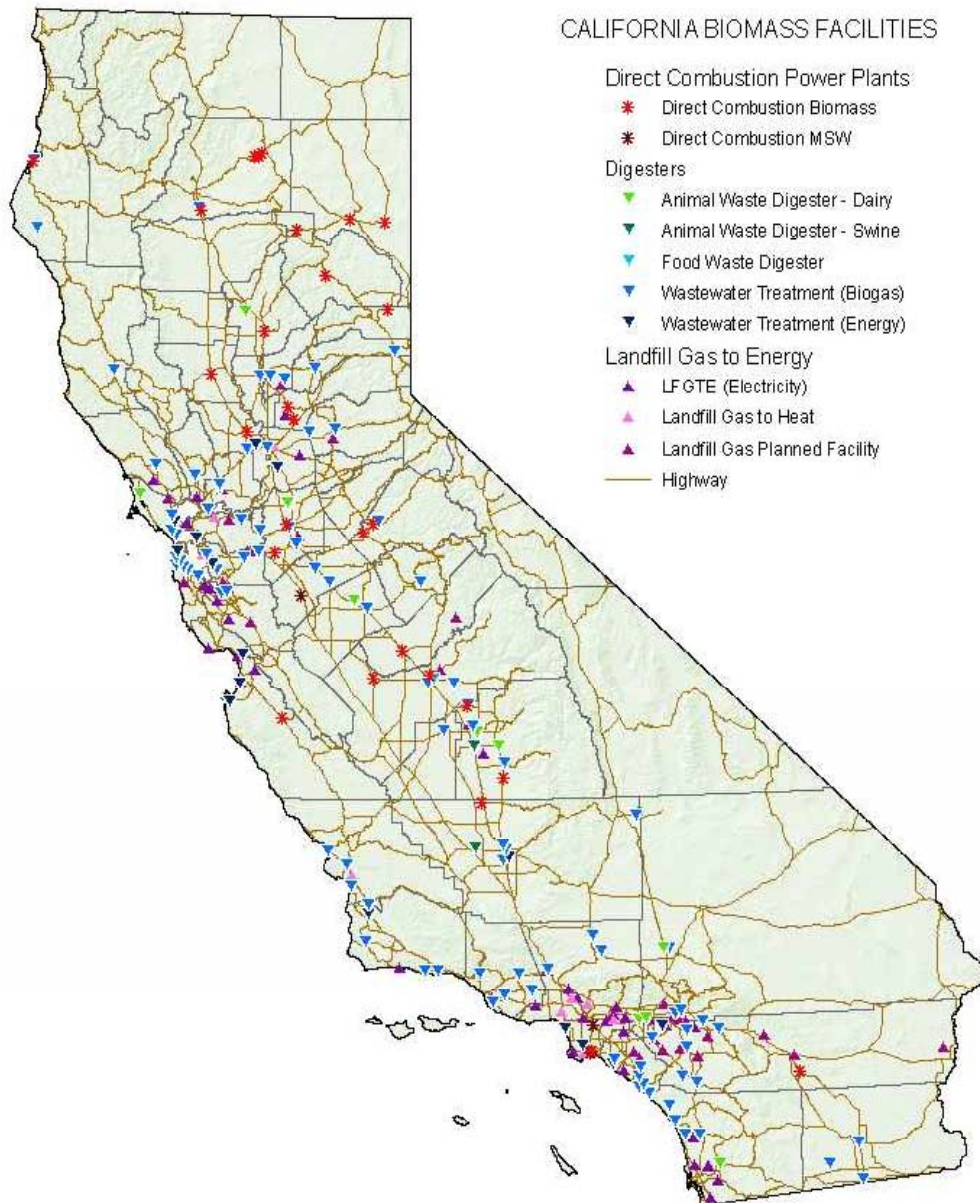 CALIFORNIA BIOMASS FACILITIES
Direct Combustion Power Plants
Direct Combustion Biomass
Direct Combustion MSW
Digesters
Animal Waste Digester - Dairy
Animal Waste Digester - Swine
Food Waste Digester
Wastewater Treatment (Biogas)
Wastewater Treatment (Energy)
Landfill Gas to Energy
LFGTE (Electricity)
Landfill Gas to Heat
Landfill Gas Planned Facility
Highway